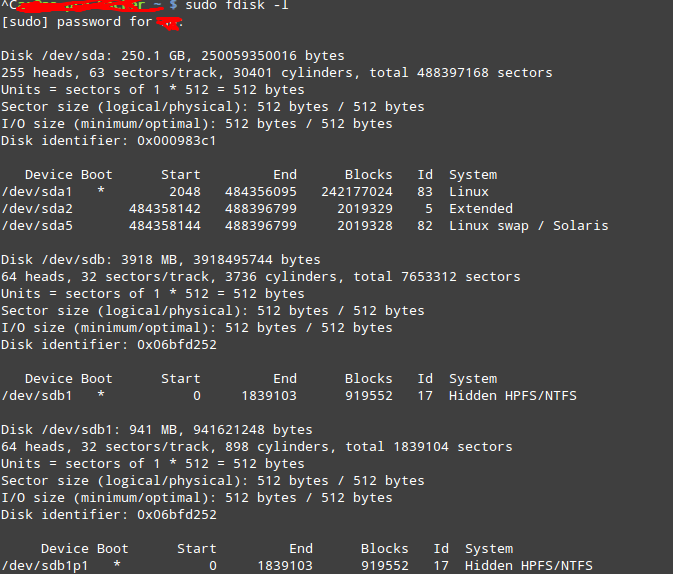 ~ $ sudo fdisk -l
[sudo] password for
Disk /dev/sda: 250.1 GB, 250059350016 bytes
255 heads, 63 sectors/track, 30401 cylinders, total 488397168 sectors
Units = sectors of 1 * 512 = 512 bytes
Sector size (logical/physical): 512 bytes / 512 bytes
I/O size (minimum/optimal): 512 bytes / 512 bytes
Disk identifier: 0x000983c1
Device Boot Start End Blocks Id System
/dev/sda1 * 2048 484356095 242177024 83 Linux
/dev/sda2 484358142 488396799 2019329 5 Extended
/dev/sda5 484358144 488396799 2019328 82 Linux swap / Solaris
Disk /dev/sdb: 3918 MB, 3918495744 bytes
64 heads, 32 sectors/track, 3736 cylinders, total 7653312 sectors
Units = sectors of 1 * 512 = 512 bytes
Sector size (logical/physical): 512 bytes / 512 bytes
I/O size (minimum/optimal): 512 bytes / 512 bytes
Disk identifier: 0x06bfd252
Device Boot Start End Blocks Id System
/dev/sdb1 * 0 1839103 919552 17 Hidden HPFS/NTFS
Disk /dev/sdb1: 941 MB, 941621248 bytes
64 heads, 32 sectors/track, 898 cylinders, total 1839104 sectors
Units = sectors of 1 * 512 = 512 bytes
Sector size (logical/physical): 512 bytes / 512 bytes
I/O size (minimum/optimal): 512 bytes / 512 bytes
Disk identifier: 0x06bfd252
Device Boot Start End Blocks Id System
/dev/sdb1p1 * 0 1839103 919552 17 Hidden HPFS/NTFS